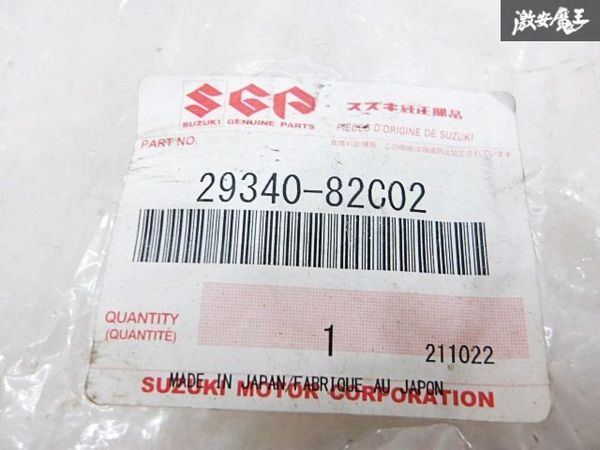 激安魔王
SGP
SUZUKI GENUINE PARTS
スズキ純正部品
PIÈCES D'ORIGINE DE SUZUKI
PART NO.
29340-82C02
QUANTITY
(QUANTITÉ)
1
211022
MADE IN JAPAN/FABRIQUE AU JAPON
SUZUKI MOTOR CORPORATION